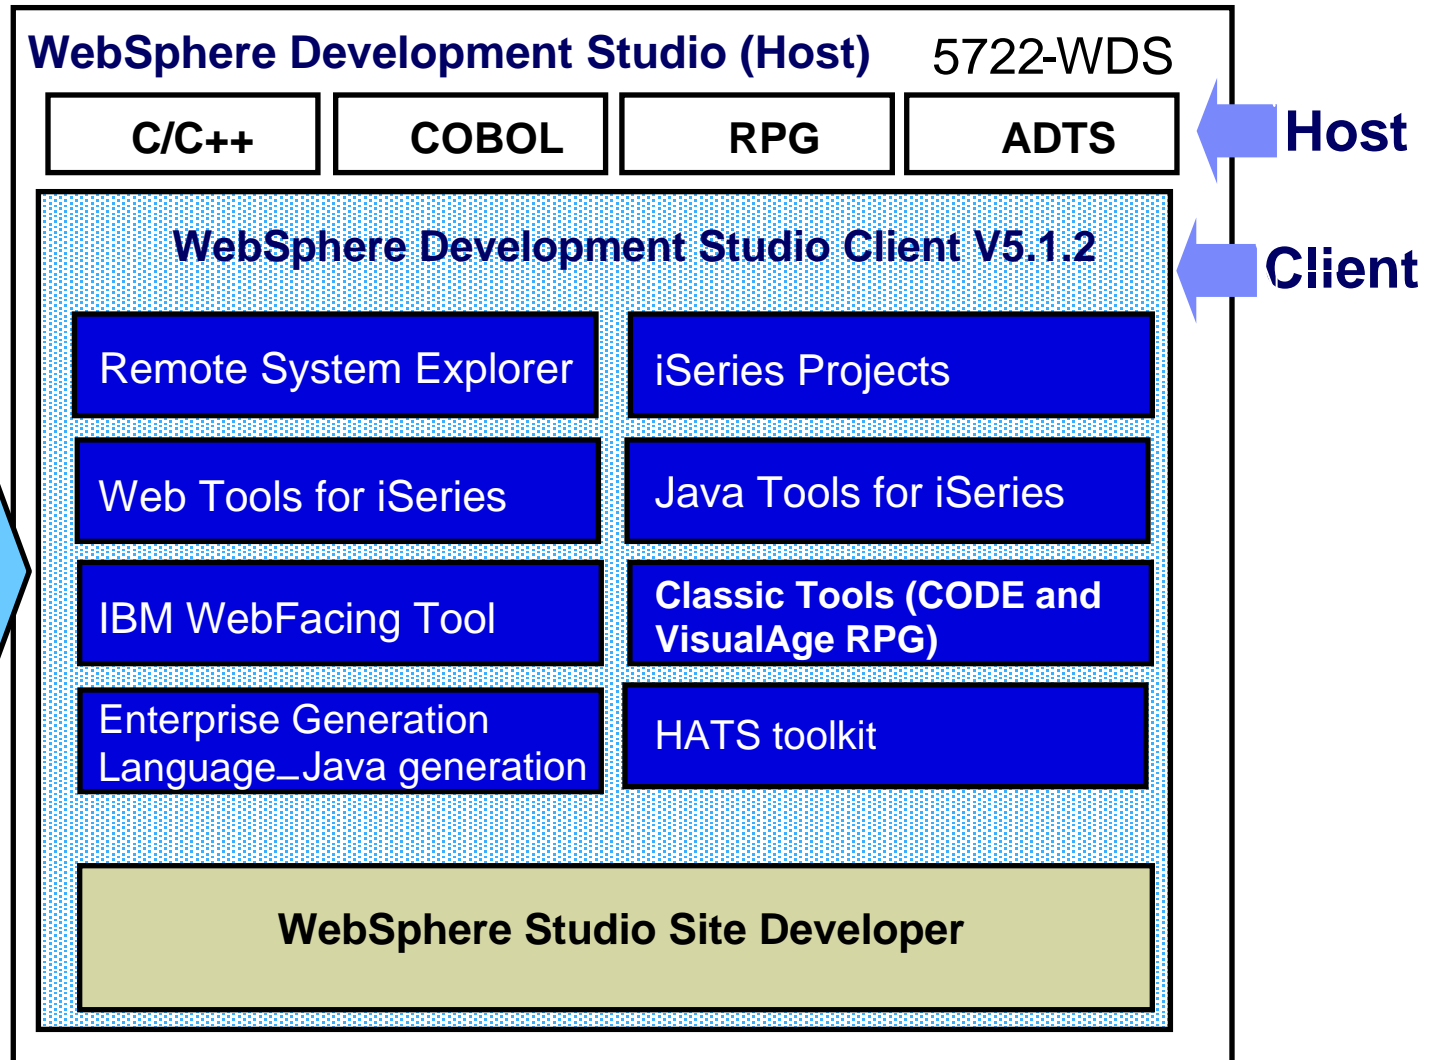 WebSphere Development Studio (Host) 5722-WDS
C/C++ COBOL RPG ADTS
Host
WebSphere Development Studio Client V5.1.2
Client
Remote System Explorer
iSeries Projects
Web Tools for iSeries
Java Tools for iSeries
IBM WebFacing Tool
Classic Tools (CODE and
VisualAge RPG)
Enterprise Generation
Language–Java generation
HATS toolkit
WebSphere Studio Site Developer